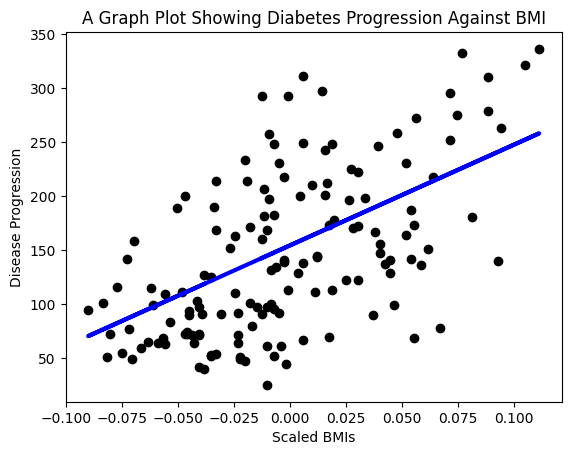 A Graph Plot Showing Diabetes Progression Against BMI
350
300
250
200
150
100
50
Disease Progression
-0.100 -0.075 -0.050 -0.025 0.000 0.025 0.050 0.075 0.100
Scaled BMIs